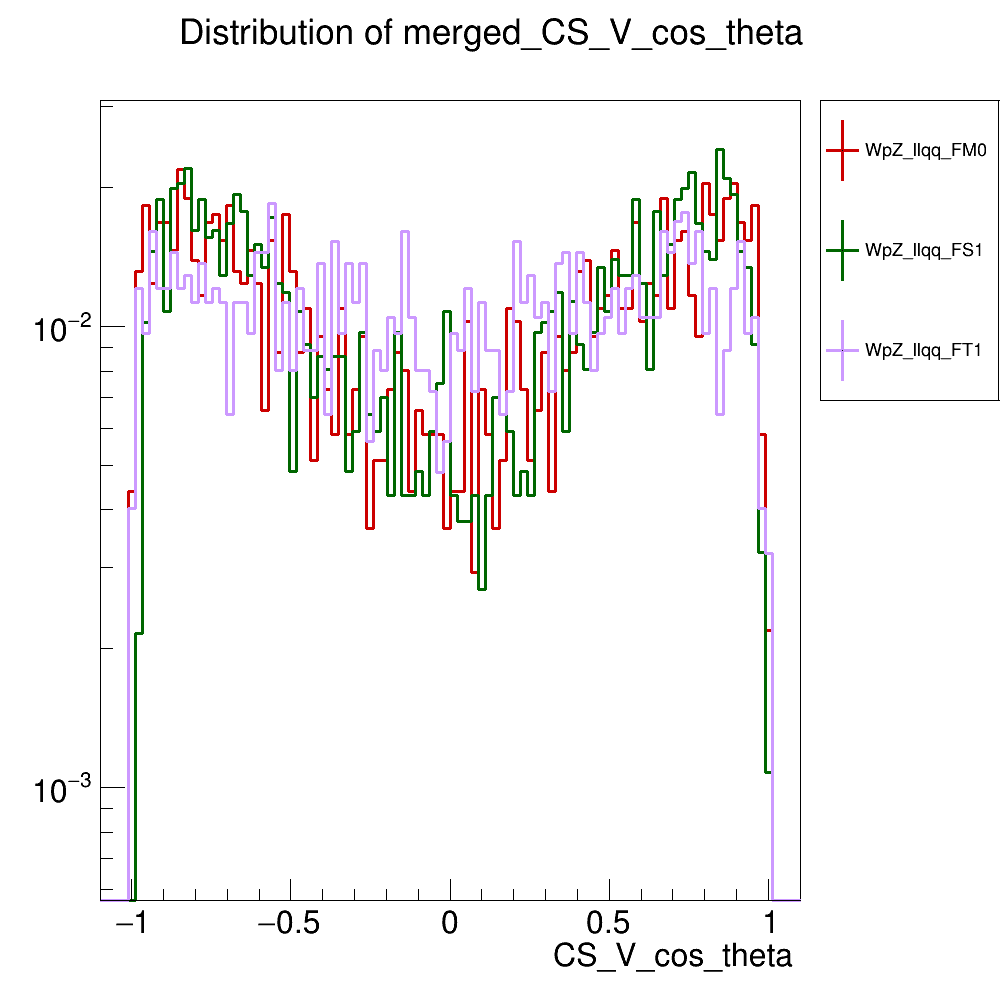 Distribution of merged_CS_V_cos_theta
WpZ_llqq_FM0
WpZ_llqq_FS1
WpZ_llqq_FT1
10⁻²
10⁻³
−1 −0.5 0 0.5 1
CS_V_cos_theta